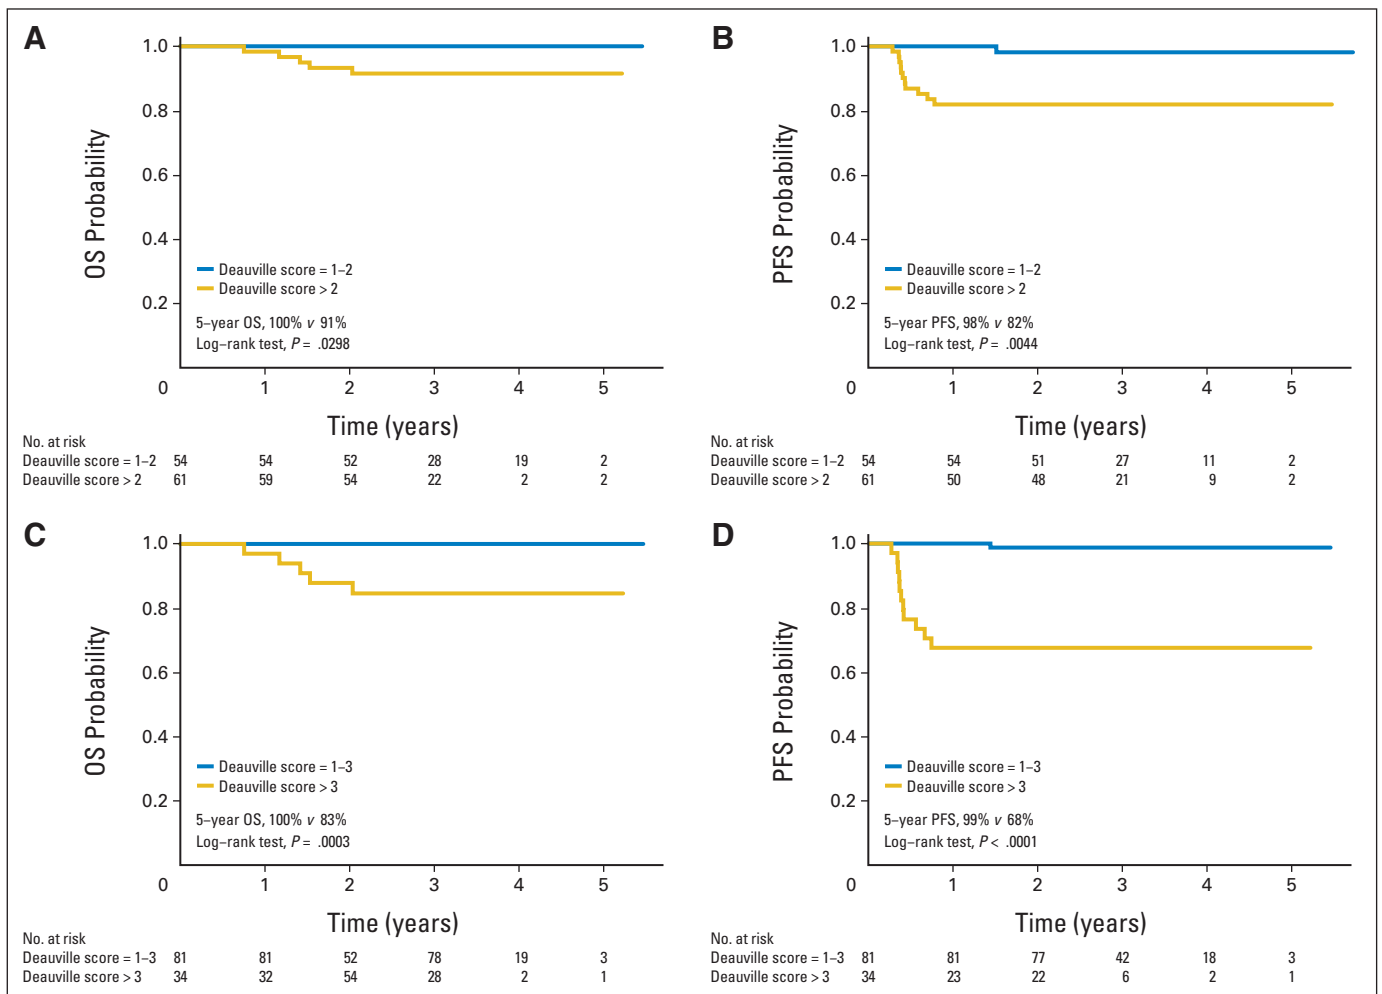 A
1.0
0.8
0.6
0.4
0.2
0
OS Probability
Deauville score = 1–2
Deauville score > 2
5–year OS, 100% v 91%
Log–rank test, P = .0298
1 2 3 4 5
Time (years)
No. at risk
Deauville score = 1–2 54 54 52 28 19 2
Deauville score > 2 61 59 54 22 2 2
B
1.0
0.8
0.6
0.4
0.2
0
PFS Probability
Deauville score = 1–2
Deauville score > 2
5–year PFS, 98% v 82%
Log–rank test, P = .0044
1 2 3 4 5
Time (years)
No. at risk
Deauville score = 1–2 54 54 51 27 11 2
Deauville score > 2 61 50 48 21 9 2
C
1.0
0.8
0.6
0.4
0.2
0
OS Probability
Deauville score = 1–3
Deauville score > 3
5–year OS, 100% v 83%
Log–rank test, P = .0003
1 2 3 4 5
Time (years)
No. at risk
Deauville score = 1–3 81 81 52 78 19 3
Deauville score > 3 34 32 54 28 2 1
D
1.0
0.8
0.6
0.4
0.2
0
PFS Probability
Deauville score = 1–3
Deauville score > 3
5–year PFS, 99% v 68%
Log–rank test, P < .0001
1 2 3 4 5
Time (years)
No. at risk
Deauville score = 1–3 81 81 77 42 18 3
Deauville score > 3 34 23 22 6 2 1